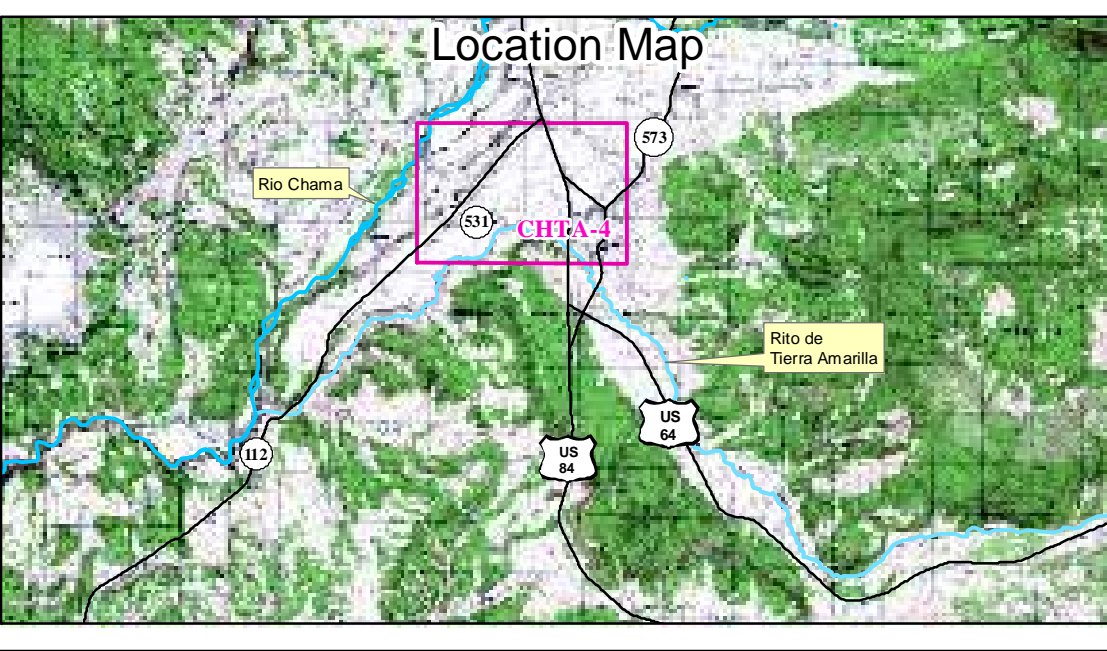 Location Map
573
Rio Chama
531
CHTA-4
Rito de
Tierra Amarilla
US
64
112
US
84